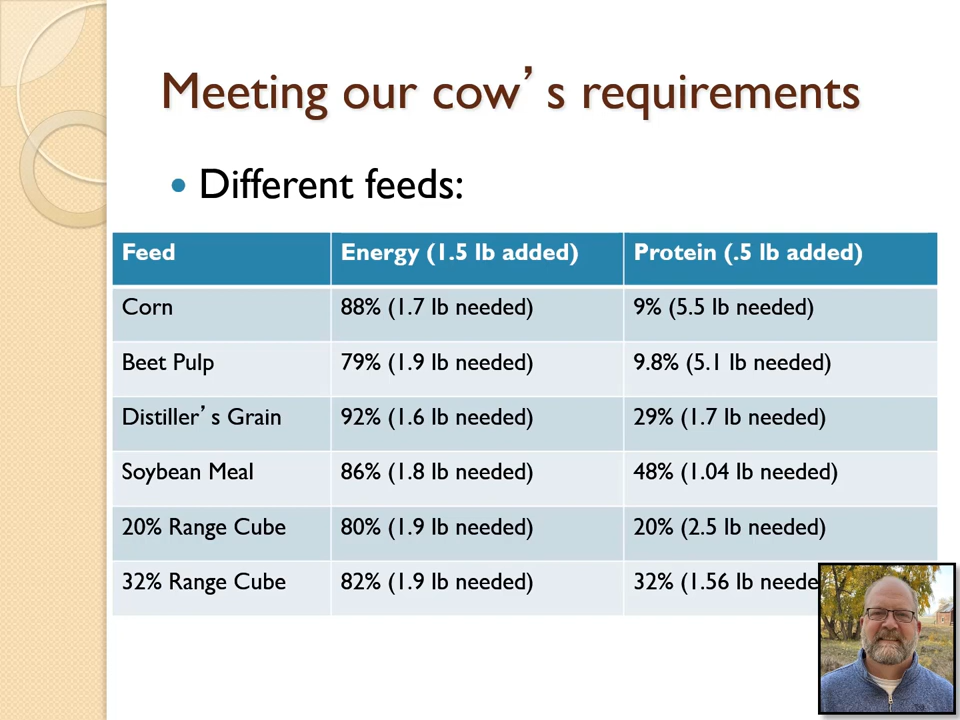 Meeting our cow’s requirements
• Different feeds:
Feed Energy (1.5 lb added) Protein (.5 lb added)
Corn 88% (1.7 lb needed) 9% (5.5 lb needed)
Beet Pulp 79% (1.9 lb needed) 9.8% (5.1 lb needed)
Distiller’s Grain 92% (1.6 lb needed) 29% (1.7 lb needed)
Soybean Meal 86% (1.8 lb needed) 48% (1.04 lb needed)
20% Range Cube 80% (1.9 lb needed) 20% (2.5 lb needed)
32% Range Cube 82% (1.9 lb needed) 32% (1.56 lb neede